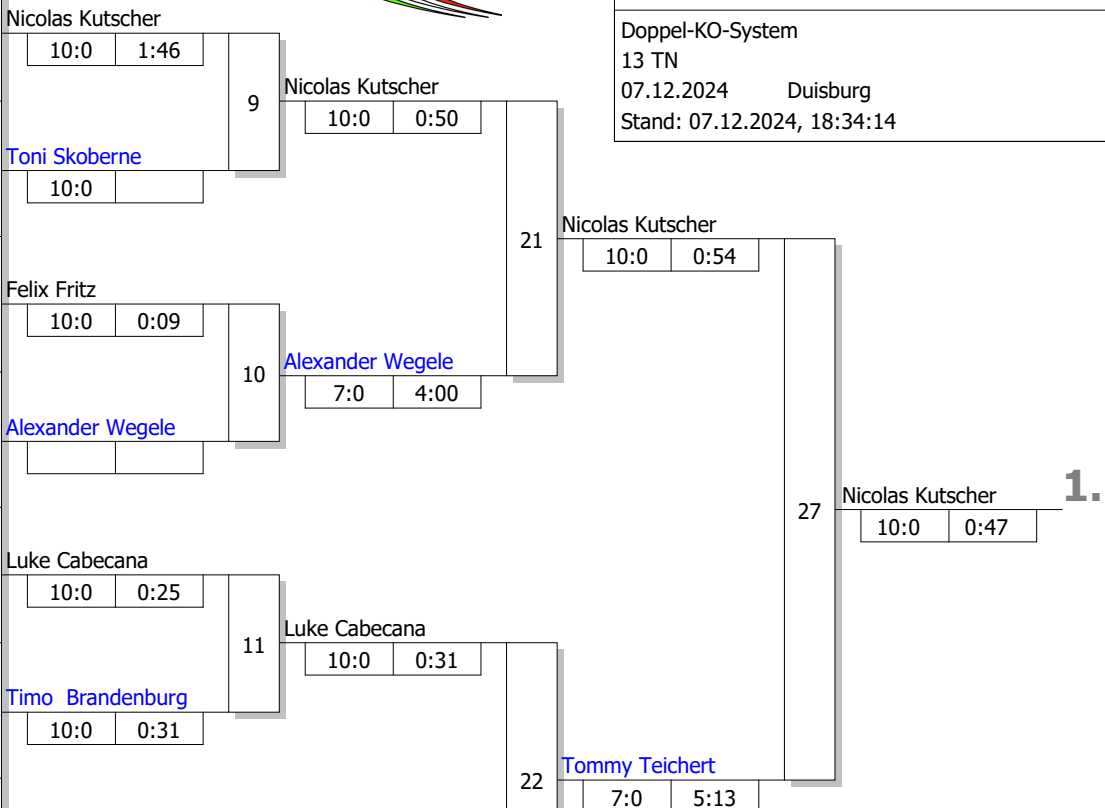 Nicolas Kutscher
10:0 1:46
9
Toni Skoberne
10:0
Nicolas Kutscher
10:0 0:50
Felix Fritz
10:0 0:09
10
Alexander Wegele
Alexander Wegele
7:0 4:00
21
Nicolas Kutscher
10:0 0:54
Luke Cabecana
10:0 0:25
11
Timo Brandenburg
10:0 0:31
Luke Cabecana
10:0 0:31
22
Tommy Teichert
7:0 5:13
27
Nicolas Kutscher
10:0 0:47
1.
Doppel-KO-System
13 TN
07.12.2024 Duisburg
Stand: 07.12.2024, 18:34:14